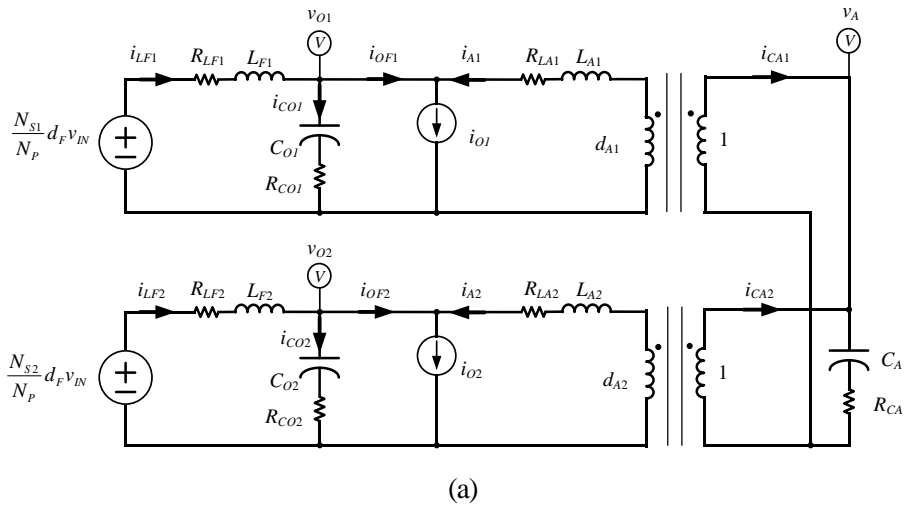 v_{O1}
v_A
i_{LF1} R_{LF1} L_{F1} i_{OF1} i_{A1} R_{LA1} L_{A1} i_{CA1}
V V
\frac{N_{S1}}{N_P} d_F v_{IN} + − i_{CO1} C_{O1} R_{CO1} i_{O1} d_{A1} 1
v_{O2}
V
i_{LF2} R_{LF2} L_{F2} i_{OF2} i_{A2} R_{LA2} L_{A2} i_{CA2}
\frac{N_{S2}}{N_P} d_F v_{IN} + − i_{CO2} C_{O2} R_{CO2} i_{O2} d_{A2} 1 C_A R_{CA}
(a)